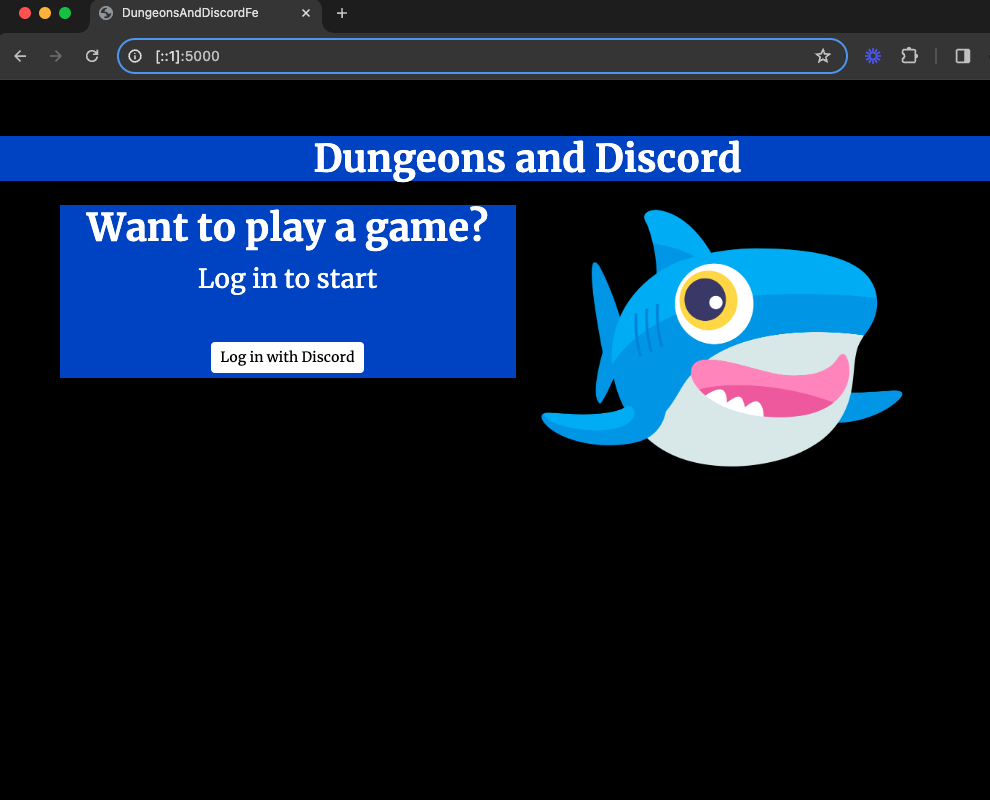 DungeonsAndDiscordFe
[::1]:5000
Dungeons and Discord
Want to play a game?
Log in to start
Log in with Discord